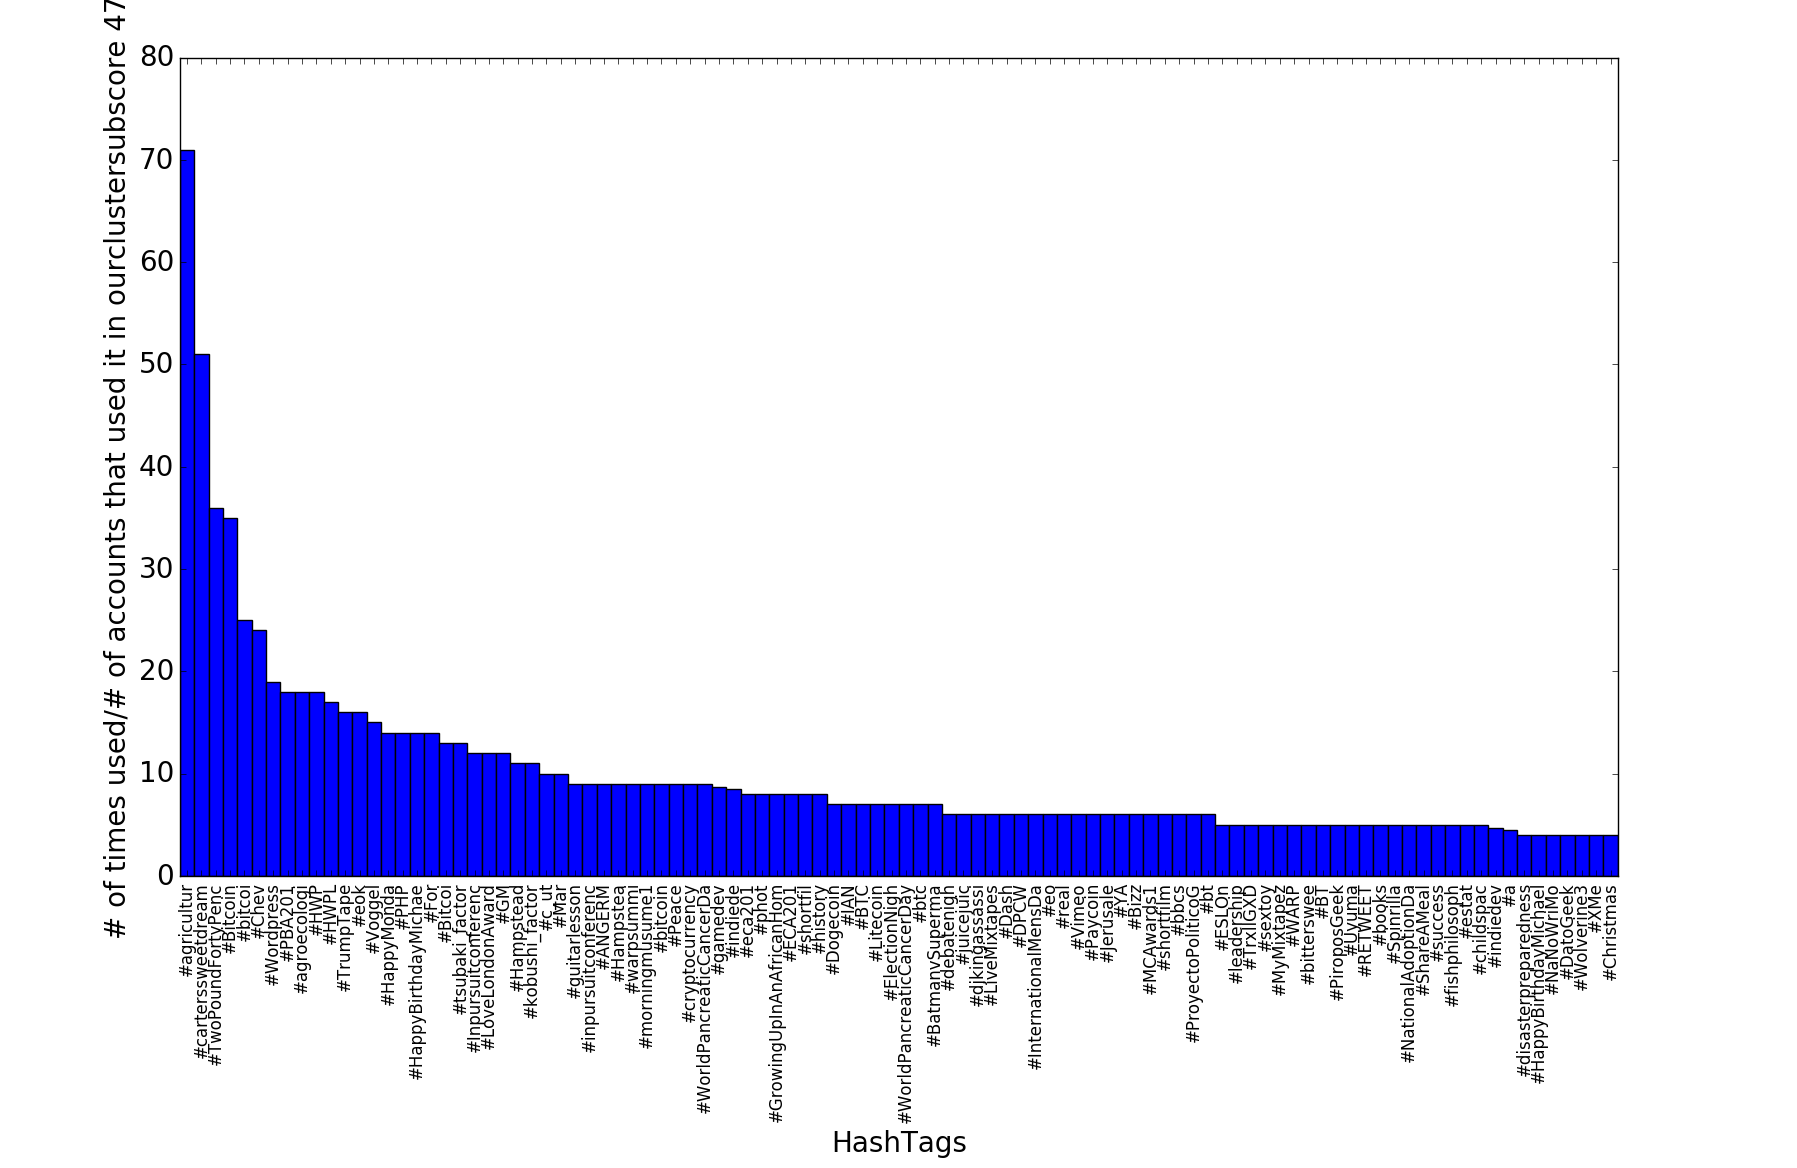 # of times used/# of accounts that used it in ourclustersubscore 47
80
70
60
50
40
30
20
10
0
#agricultur
#carterssweetdream
#TwoPoundFortyPenc
#Bitcoin
#bitcoi
#Chev
#Wordpress
#PBA201
#agroecologi
#HWP
#HWPL
#TrumpTape
#eok
#Voggel
#HappyMonda
#PHP
#HappyBirthdayMichae
#For
#Bitcoi
#tsubaki_factor
#Inpursuitconferenc
#LoveLondonAward
#GM
#Hampstead
#kobushi_factor
#c_ut
#Mar
#guitarlesson
#inpursuitconferenc
#ANGERM
#Hampstea
#warpsummi
#morningmusume1
#bitcoin
#Peace
#cryptocurrency
#WorldPancreaticCancerDa
#gamedev
#indiede
#eca201
#phot
#GrowingUpInAnAfricanHom
#ECA201
#shortfil
#history
#Dogecoin
#IAN
#BTC
#Litecoin
#ElectionNigh
#WorldPancreaticCancerDay
#btc
#BatmanySuperma
#debatenigh
#juicejuic
#djkingassassi
#LiveMixtapes
#Dash
#DPCW
#InternationalMensDa
#eo
#real
#Vimeo
#Paycoin
#Jerusale
#YA
#Bizz
#MCAwards1
#shortfilm
#bbcs
#ProyectoPoliticoG
#bt
#ESLOn
#leadership
#TrxllGXD
#sextoy
#MyMixtapez
#WARP
#bitterswee
#BT
#PiroposGeek
#Uyuma
#RETWEET
#books
#Spinrilla
#NationalAdoptionDa
#ShareAMeal
#success
#fishphilosoph
#estat
#childspac
#indiedev
#a
#disasterpreparedness
#HappyBirthdayMichael
#NaNoWriMo
#DatoGeek
#Wolverine3
#XMe
#Christmas
HashTags